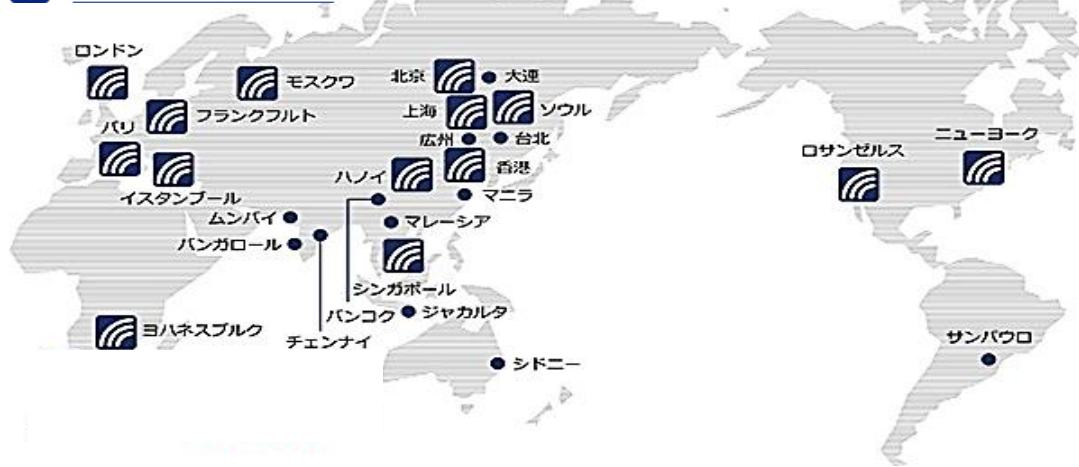 ロンドン
モスクワ
北京
大連
フランクフルト
上海
ソウル
パリ
広州
台北
ニューヨーク
ロサンゼルス
香港
ハノイ
イスタンブール
マニラ
ムンバイ
マレーシア
バンガロール
シンガポール
バンコク
ジャカルタ
ヨハネスブルク
チェンナイ
サンパウロ
シドニー